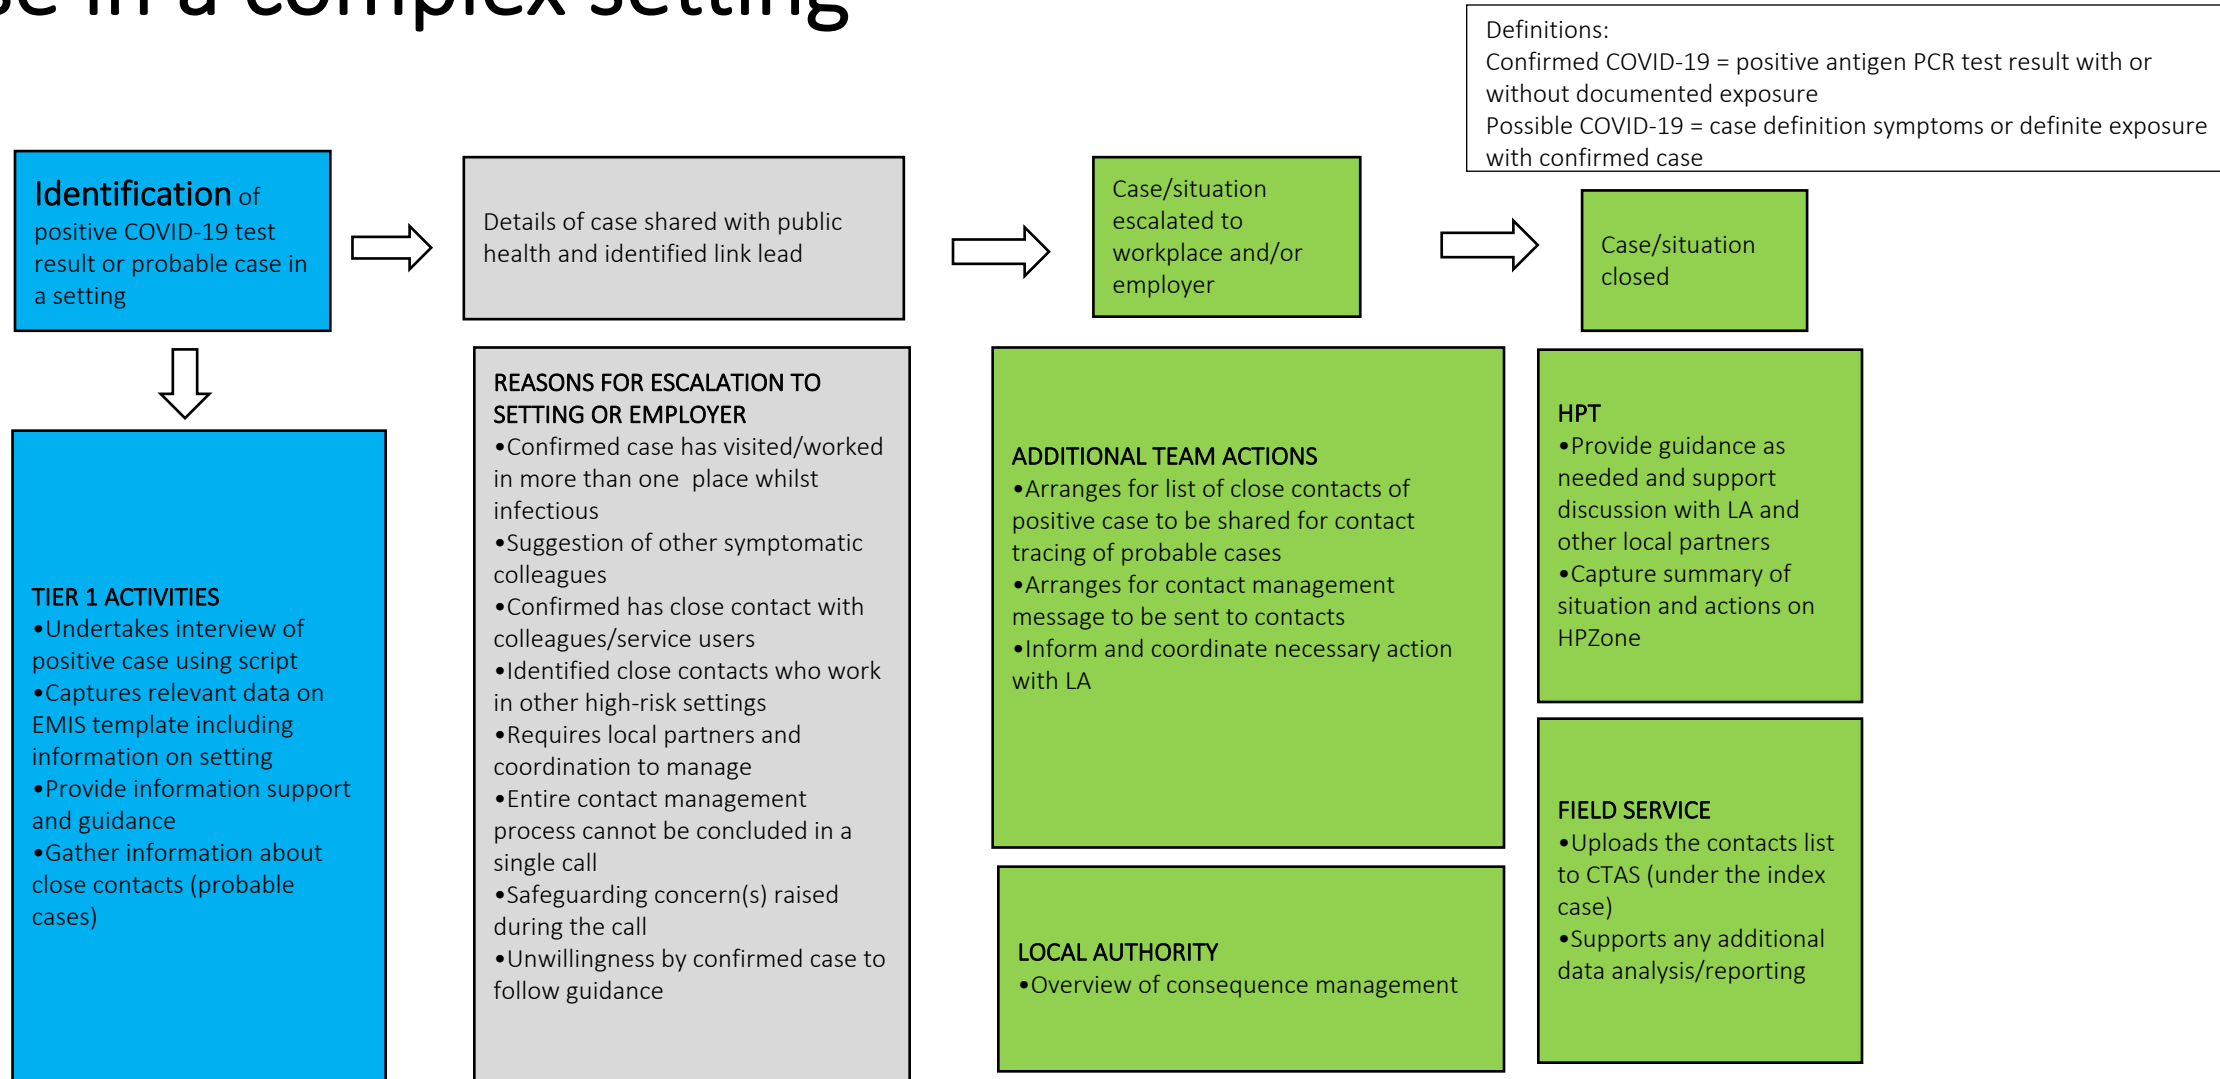 se in a complex setting
Definitions:
Confirmed COVID-19 = positive antigen PCR test result with or
without documented exposure
Possible COVID-19 = case definition symptoms or definite exposure
with confirmed case
Identification of
positive COVID-19 test
result or probable case in
a setting
Details of case shared with public
health and identified link lead
Case/situation
escalated to
workplace and/or
employer
Case/situation
closed
TIER 1 ACTIVITIES
•Undertakes interview of
positive case using script
•Captures relevant data on
EMIS template including
information on setting
•Provide information support
and guidance
•Gather information about
close contacts (probable
cases)
REASONS FOR ESCALATION TO
SETTING OR EMPLOYER
•Confirmed case has visited/worked
in more than one  place whilst
infectious
•Suggestion of other symptomatic
colleagues
•Confirmed has close contact with
colleagues/service users
•Identified close contacts who work
in other high-risk settings
•Requires local partners and
coordination to manage
•Entire contact management
process cannot be concluded in a
single call
•Safeguarding concern(s) raised
during the call
•Unwillingness by confirmed case to
follow guidance
ADDITIONAL TEAM ACTIONS
•Arranges for list of close contacts of
positive case to be shared for contact
tracing of probable cases
•Arranges for contact management
message to be sent to contacts
•Inform and coordinate necessary action
with LA
LOCAL AUTHORITY
•Overview of consequence management
HPT
•Provide guidance as
needed and support
discussion with LA and
other local partners
•Capture summary of
situation and actions on
HPZone
FIELD SERVICE
•Uploads the contacts list
to CTAS (under the index
case)
•Supports any additional
data analysis/reporting